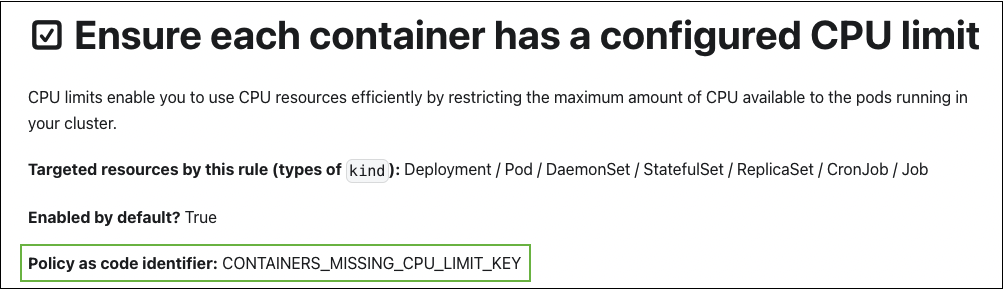 Ensure each container has a configured CPU limit
CPU limits enable you to use CPU resources efficiently by restricting the maximum amount of CPU available to the pods running in
your cluster.
Targeted resources by this rule (types of kind): Deployment / Pod / DaemonSet / StatefulSet / ReplicaSet / CronJob / Job
Enabled by default? True
Policy as code identifier: CONTAINERS_MISSING_CPU_LIMIT_KEY